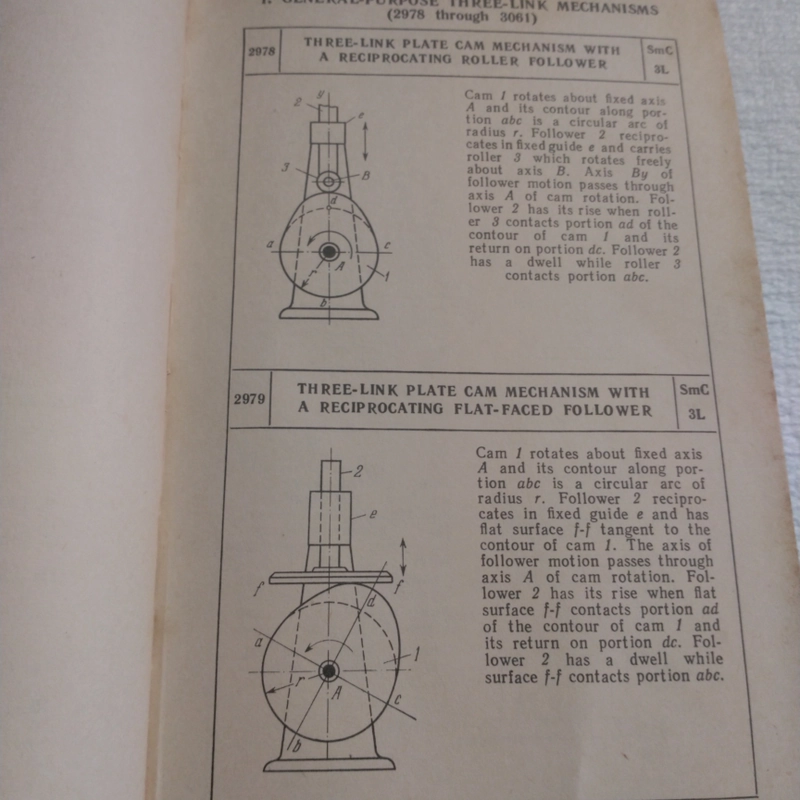 1. GENERAL-PURPOSE THREE-LINK MECHANISMS
(2978 through 3061)
2978
THREE-LINK PLATE CAM MECHANISM WITH
A RECIPROCATING ROLLER FOLLOWER
SmC
3L
y
2
e
3
B
d
a
c
A
r
1
b
Cam 1 rotates about fixed axis
A and its contour along por-
tion abc is a circular arc of
radius r. Follower 2 recipro-
cates in fixed guide e and carries
roller 3 which rotates freely
about axis B. Axis By of
follower motion passes through
axis A of cam rotation. Fol-
lower 2 has its rise when roll-
er 3 contacts portion ad of the
contour of cam 1 and its
return on portion dc. Follower 2
has a dwell while roller 3
contacts portion abc.
2979
THREE-LINK PLATE CAM MECHANISM WITH
A RECIPROCATING FLAT-FACED FOLLOWER
SmC
3L
2
e
f
f
d
a
1
r
A
c
b
Cam 1 rotates about fixed axis
A and its contour along por-
tion abc is a circular arc of
radius r. Follower 2 recipro-
cates in fixed guide e and has
flat surface f-f tangent to the
contour of cam 1. The axis of
follower motion passes through
axis A of cam rotation. Fol-
lower 2 has its rise when flat
surface f-f contacts portion ad
of the contour of cam 1 and
its return on portion dc. Fol-
lower 2 has a dwell while
surface f-f contacts portion abc.